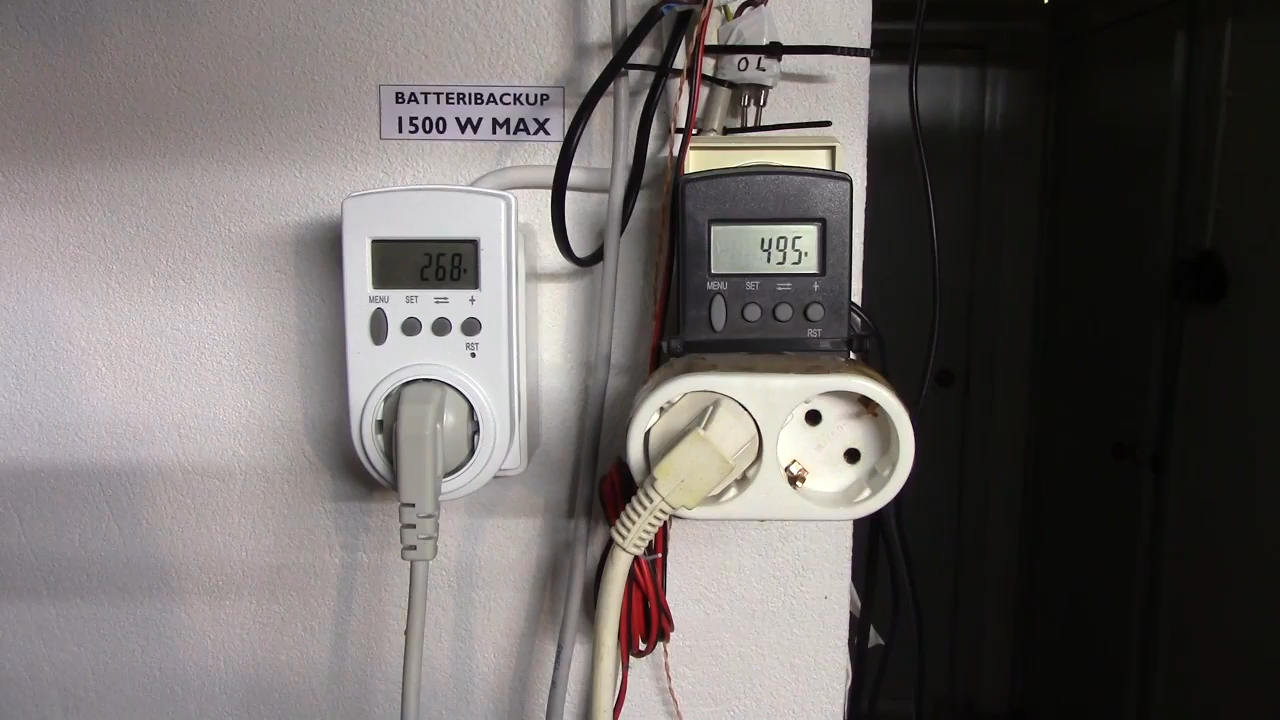 BATTERIBACKUP
1500 W MAX
OL
268
MENU SET +
RST
495
MENU SET +
RST